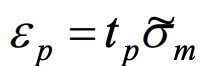 ε_p = t_p σ̃_m